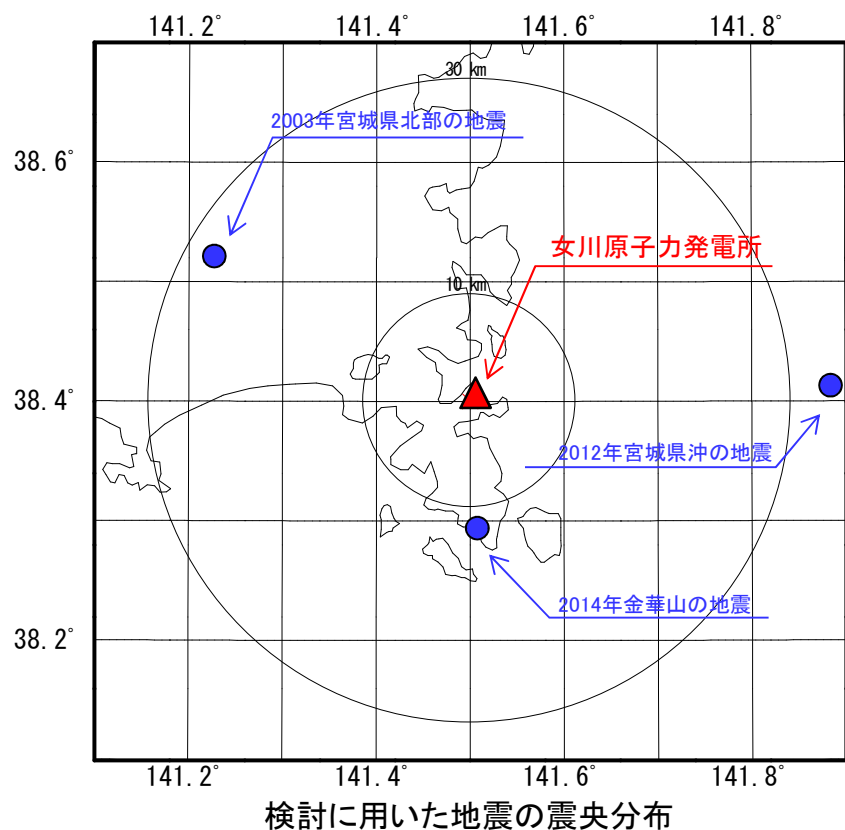 141.2° 141.4° 141.6° 141.8°
30 km
2003年宮城県北部の地震
38.6°
女川原子力発電所
10 km
38.4°
2012年宮城県沖の地震
2014年金華山の地震
38.2°
141.2° 141.4° 141.6° 141.8°
検討に用いた地震の震央分布